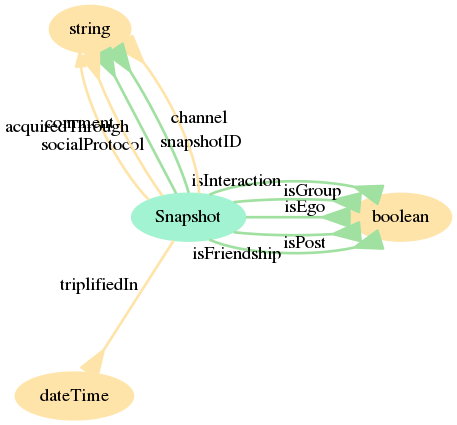 string
channel
comment
acquiredThrough
snapshotID
socialProtocol
isInteraction
isGroup
isEgo
Snapshot
boolean
isPost
isFriendship
triplifiedIn
dateTime